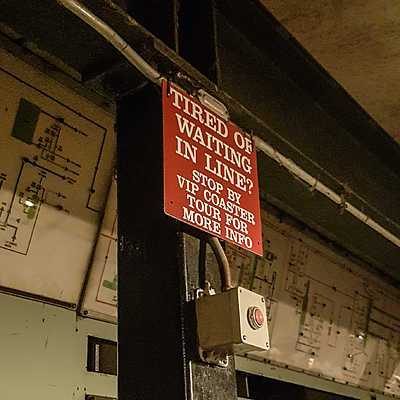 TIRED OF
WAITING
IN LINE?
STOP BY
VIP COASTER
TOUR FOR
MORE INFO